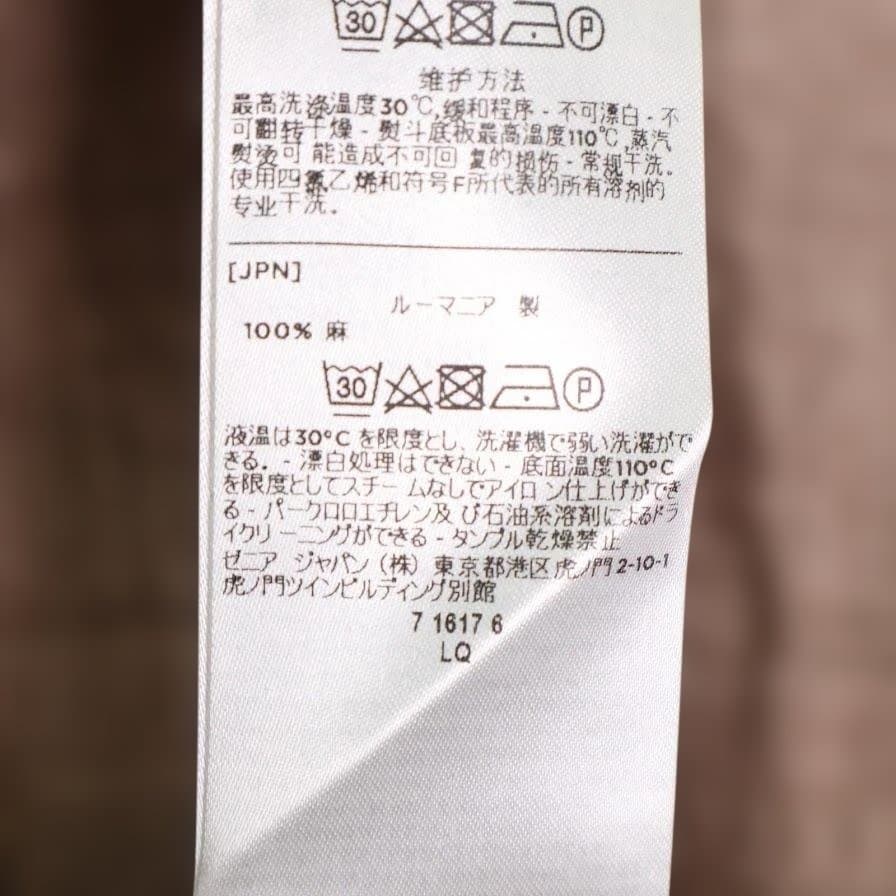 30 P
维护方法
最高洗涤温度30℃,缓和程序 - 不可漂白 - 不
可翻转干燥 - 熨斗底板最高温度110℃,蒸汽
熨烫可 能造成不可回 复的损伤 - 常规干洗。
使用四氯乙烯和符号F所代表的所有溶剂的
专业干洗。
[JPN]
ルーマニア 製
100% 麻
30 P
液温は30°C を限度とし、洗濯機で弱い洗濯がで
きる. - 漂白処理はできない - 底面温度110°C
を限度としてスチー ムなしでアイロ ン仕上げができ
る - パークロロエチレン及 び石油系溶剤によるドラ
イクリ ーニングができる - タンブル乾燥禁止
ゼニア ジャパン (株) 東京都港区虎ノ門 2-10-1
虎ノ門ツインビルディング別館
7 1617 6
LQ